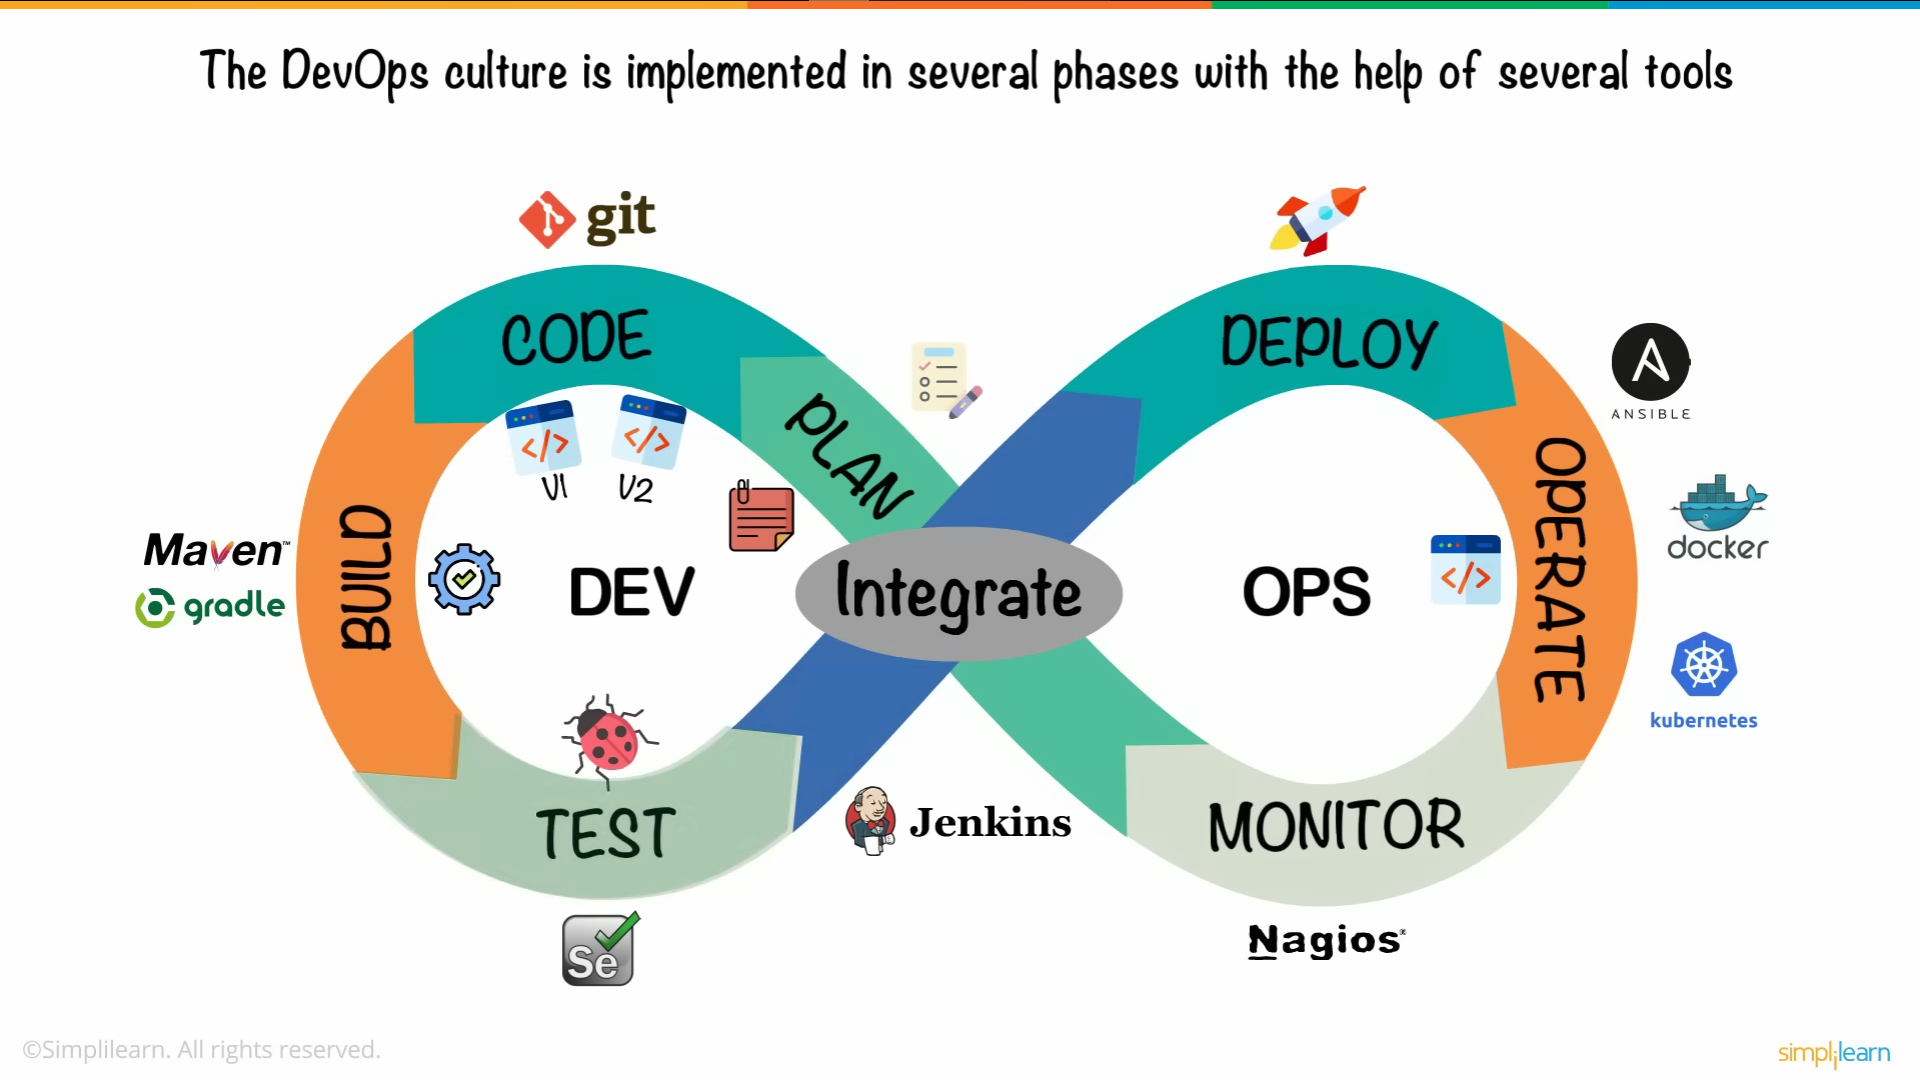 The DevOps culture is implemented in several phases with the help of several tools
git
CODE
DEPLOY
PLAN
V1
V2
</>
</>
ANSIBLE
docker
Maven™
gradle
BUILD
DEV
Integrate
OPS
</>
OPERATE
kubernetes
TEST
Jenkins
MONITOR
Se
Nagios®
©Simplilearn. All rights reserved.
simplilearn